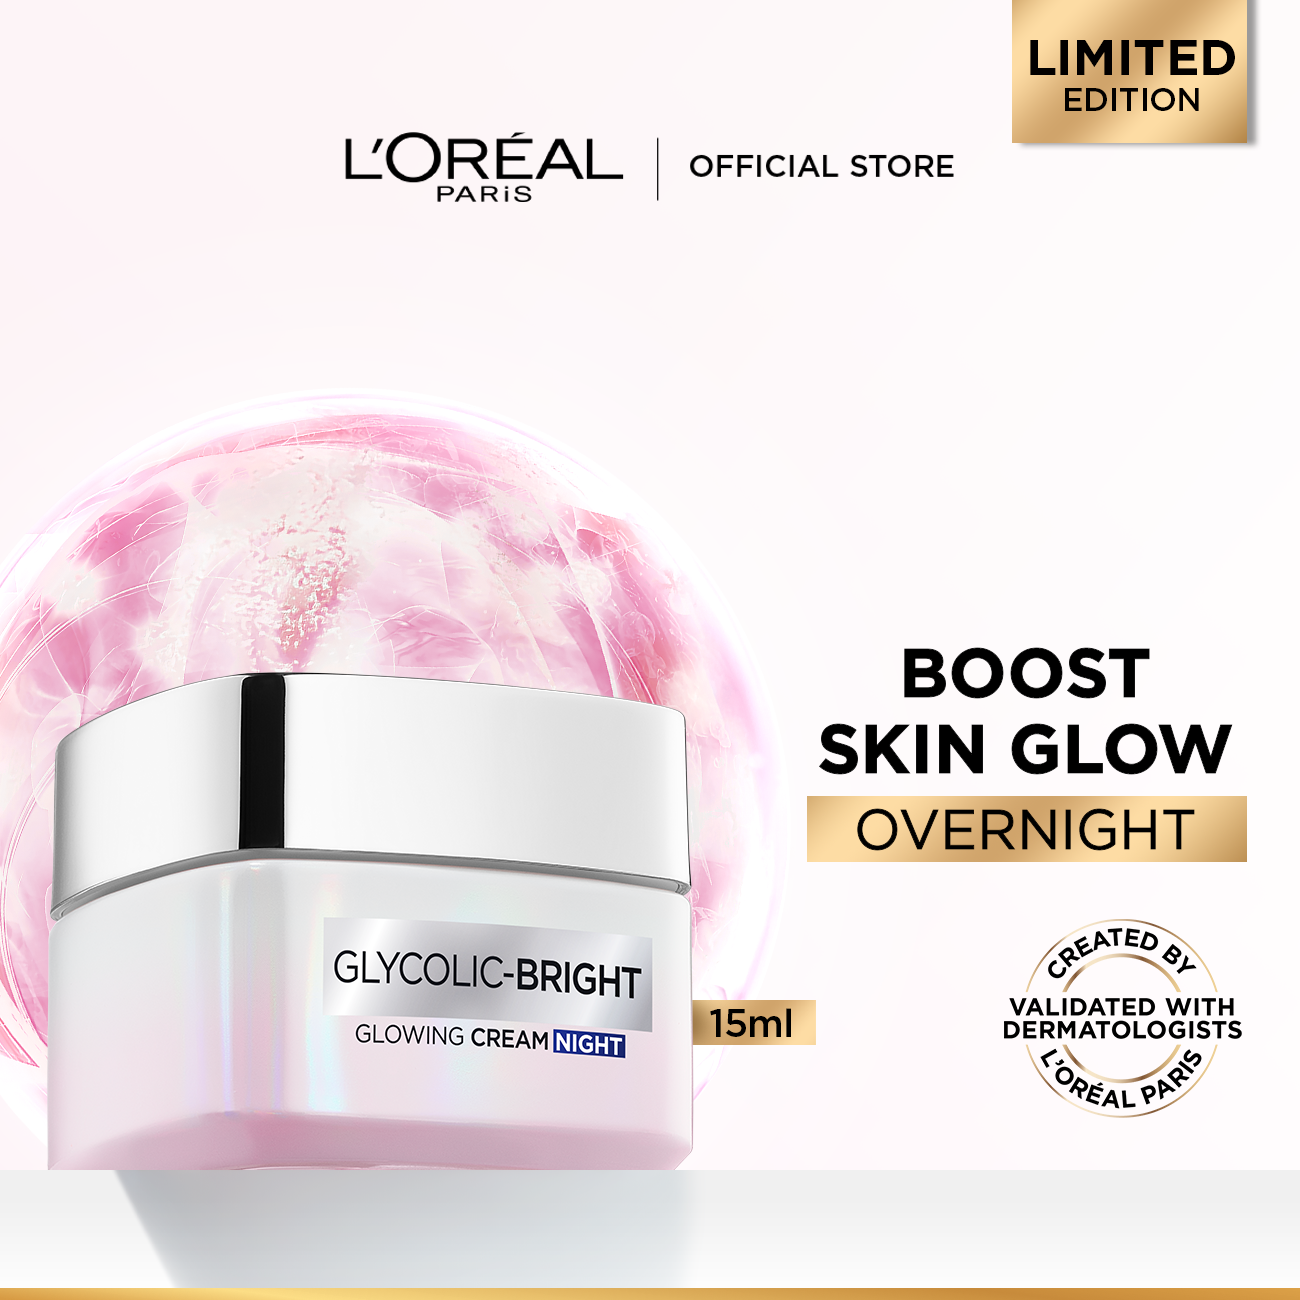 LIMITED
EDITION
L'ORÉAL
PARiS
OFFICIAL STORE
BOOST
SKIN GLOW
OVERNIGHT
GLYCOLIC-BRIGHT
GLOWING CREAM NIGHT
15ml
CREATED BY
VALIDATED WITH
DERMATOLOGISTS
L'ORÉAL PARIS